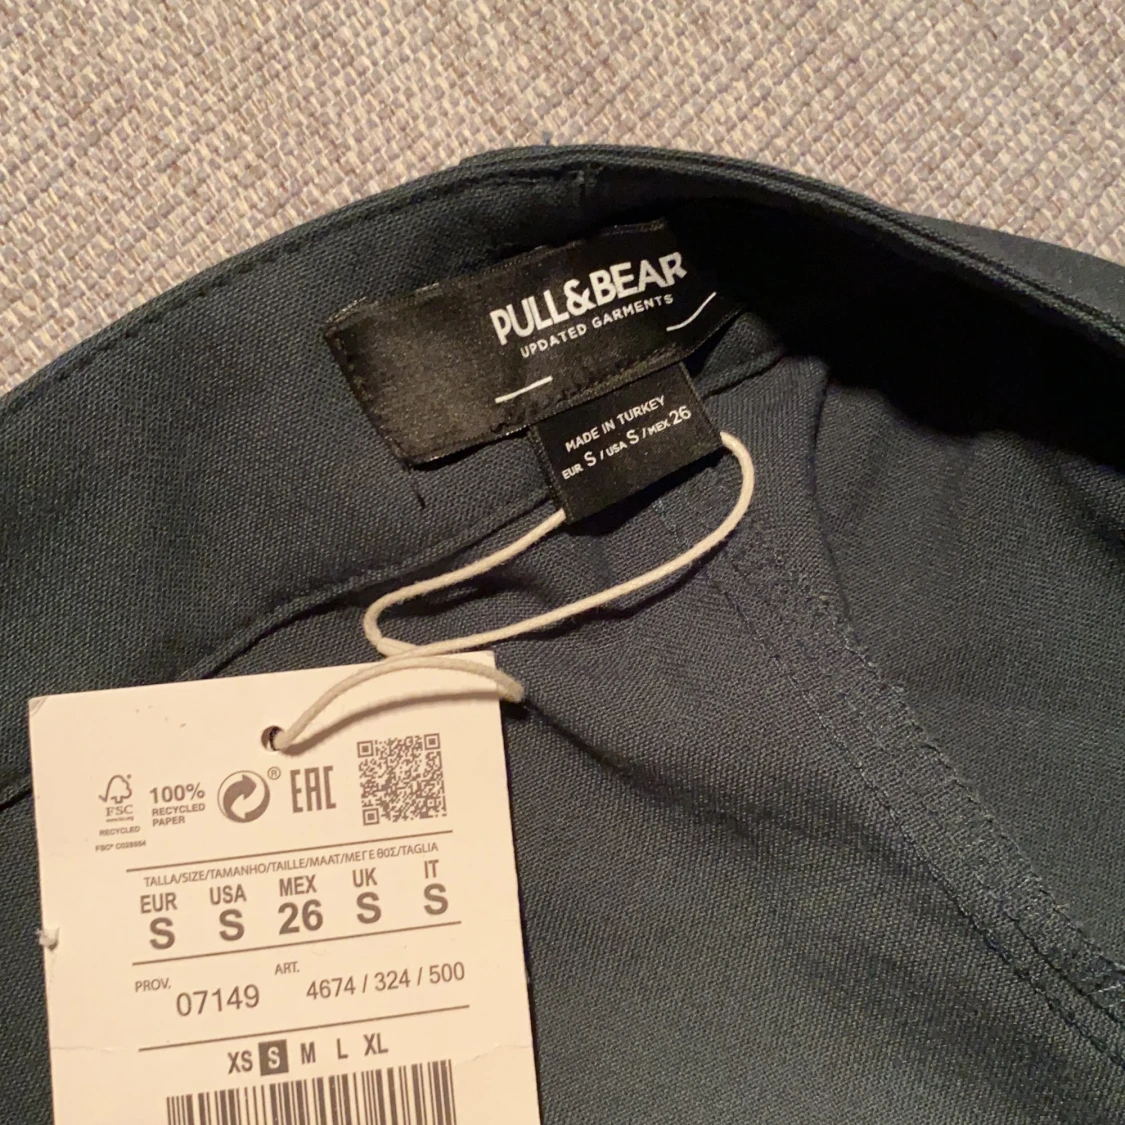 PULL&BEAR
UPDATED GARMENTS
MADE IN TURKEY
EUR S / USA S / MEX 26
FSC
RECYCLED
FSC® C028554
100%
RECYCLED
PAPER
®
EAC
TALLA/SIZE/TAMANHO/TAILLE/MAAT/ΜΕΓΕΘΟΣ/TAGLIA
EUR USA MEX UK IT
S S 26 S S
PROV. 07149 ART. 4674 / 324 / 500
XS S M L XL